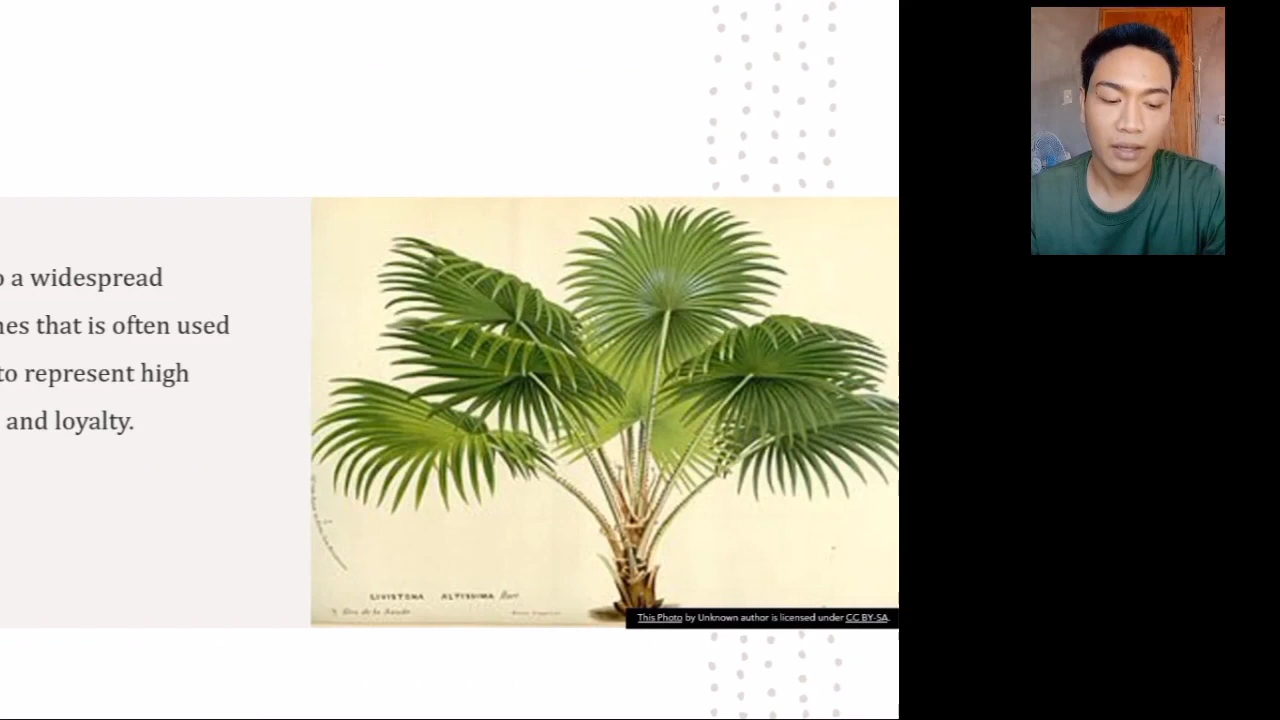 o a widespread
nes that is often used
to represent high
and loyalty.
LIVISTONA ALTISSIMA
This Photo by Unknown author is licensed under CC BY-SA.